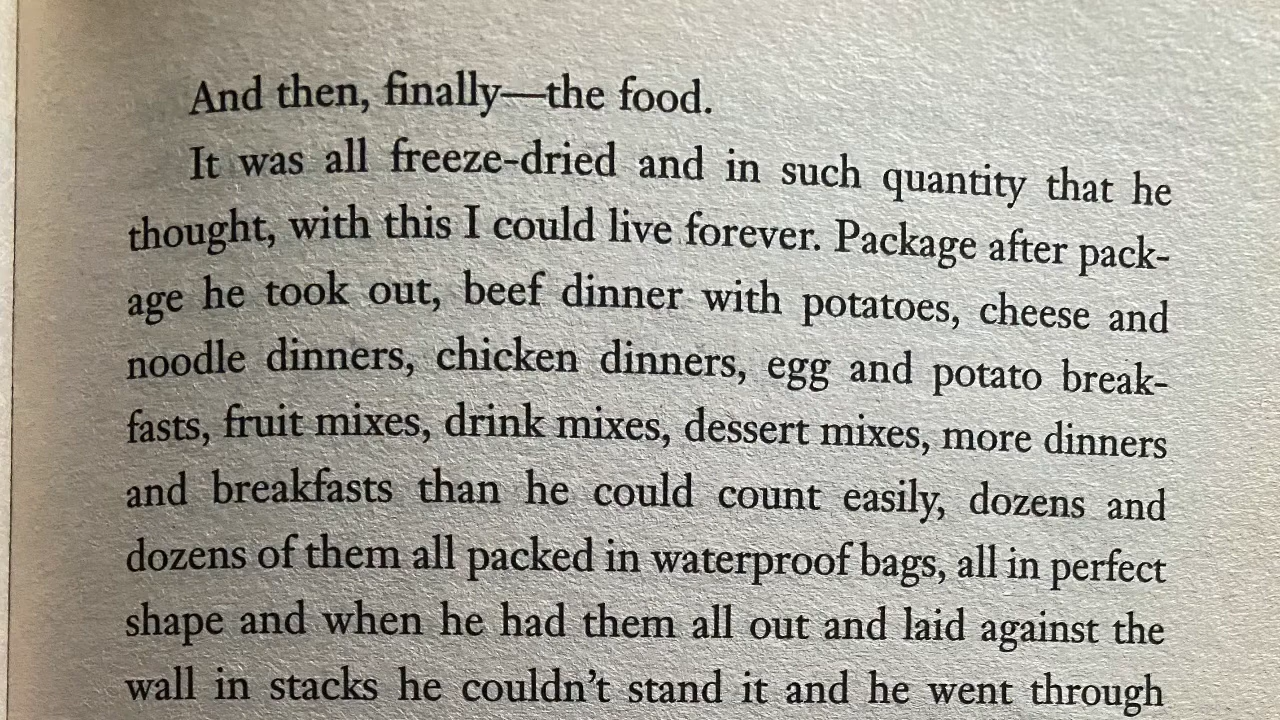 And then, finally—the food.
It was all freeze-dried and in such quantity that he
thought, with this I could live forever. Package after pack-
age he took out, beef dinner with potatoes, cheese and
noodle dinners, chicken dinners, egg and potato break-
fasts, fruit mixes, drink mixes, dessert mixes, more dinners
and breakfasts than he could count easily, dozens and
dozens of them all packed in waterproof bags, all in perfect
shape and when he had them all out and laid against the
wall in stacks he couldn’t stand it and he went through